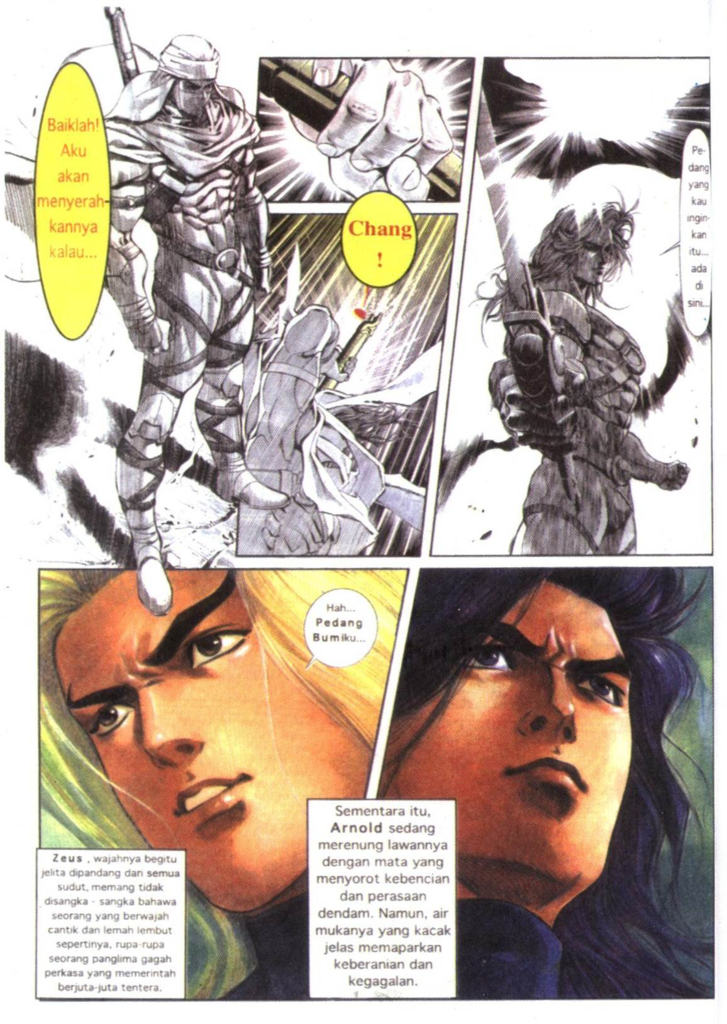 Baiklah!
Aku
akan
menyerah-
kannya
kalau...
Chang
!
Pe-
dang
yang
kau
ingin-
kan
itu...
ada
di
sini...
Hah...
Pedang
Bumiku...
Zeus , wajahnya begitu
jelita dipandang dari semua
sudut, memang tidak
disangka - sangka bahawa
seorang yang berwajah
cantik dan lemah lembut
sepertinya, rupa-rupa
seorang panglima gagah
perkasa yang memerintah
berjuta-juta tentera.
Sementara itu,
Arnold sedang
merenung lawannya
dengan mata yang
menyorot kebencian
dan perasaan
dendam. Namun, air
mukanya yang kacak
jelas memaparkan
keberanian dan
kegagalan.